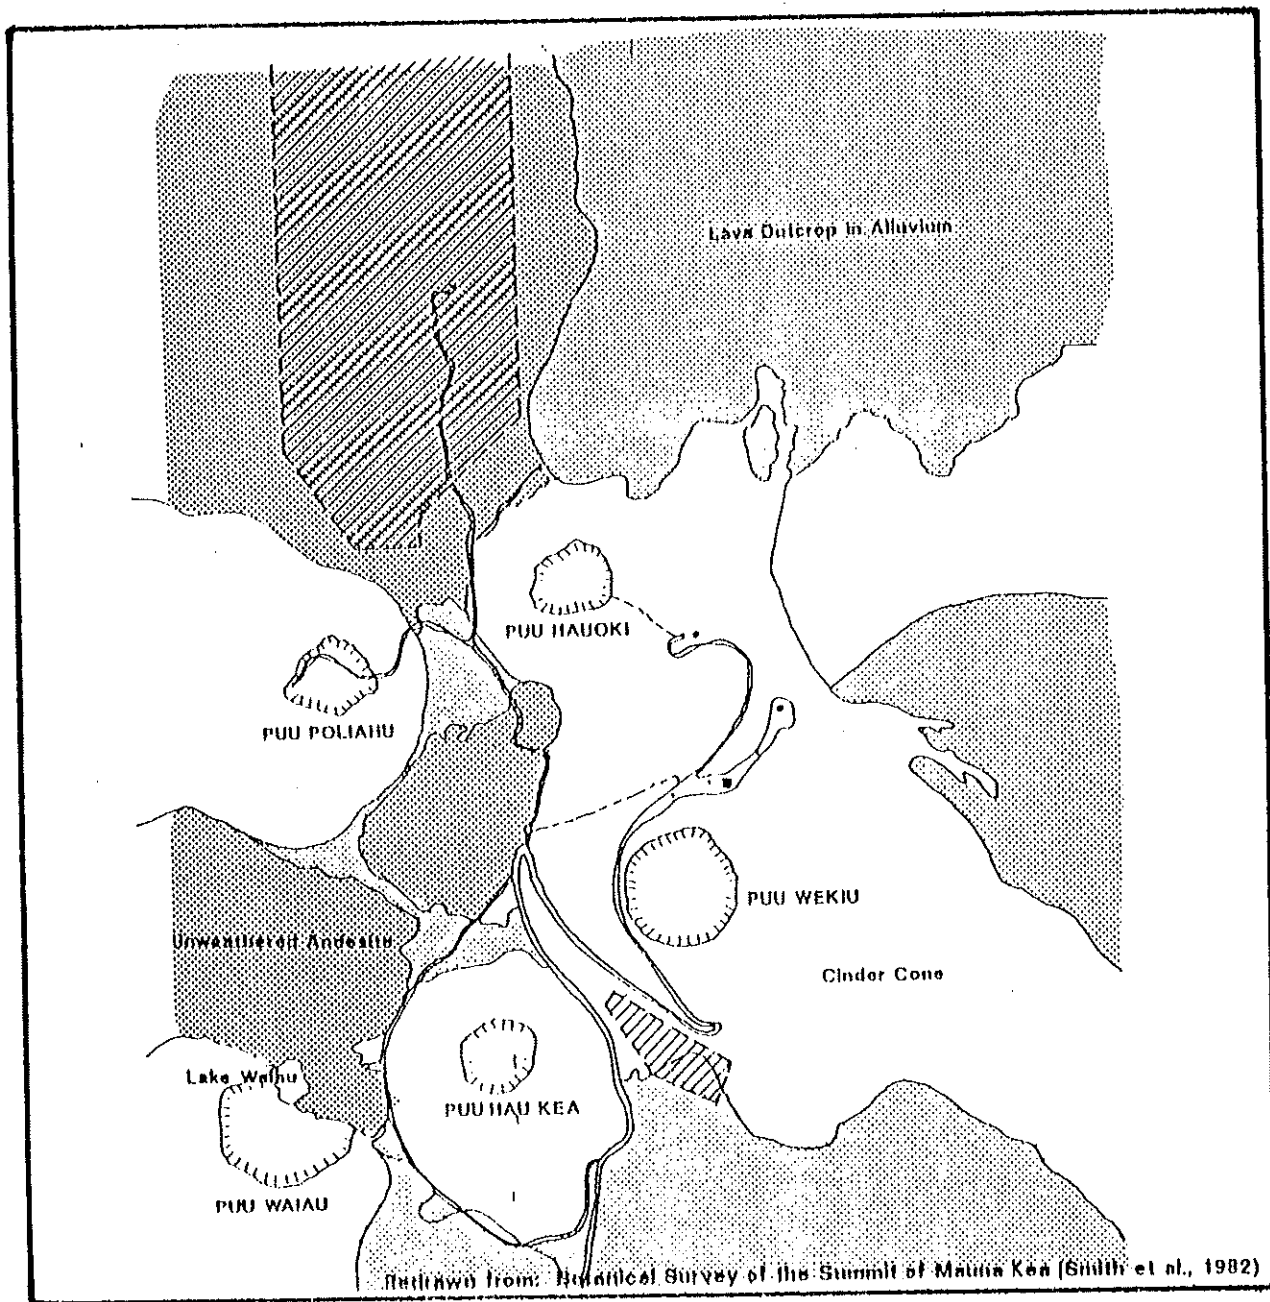 Lava Outcrop in Alluvium
PUU HAUOKI
PUU POLIAHU
PUU WEKIU
Unweathered Andesite
Cinder Cone
Lake Waihu
PUU HAU KEA
PUU WAIAU
Redrawn from: Botanical Survey of the Summit of Mauna Kea (Smith et al., 1982)